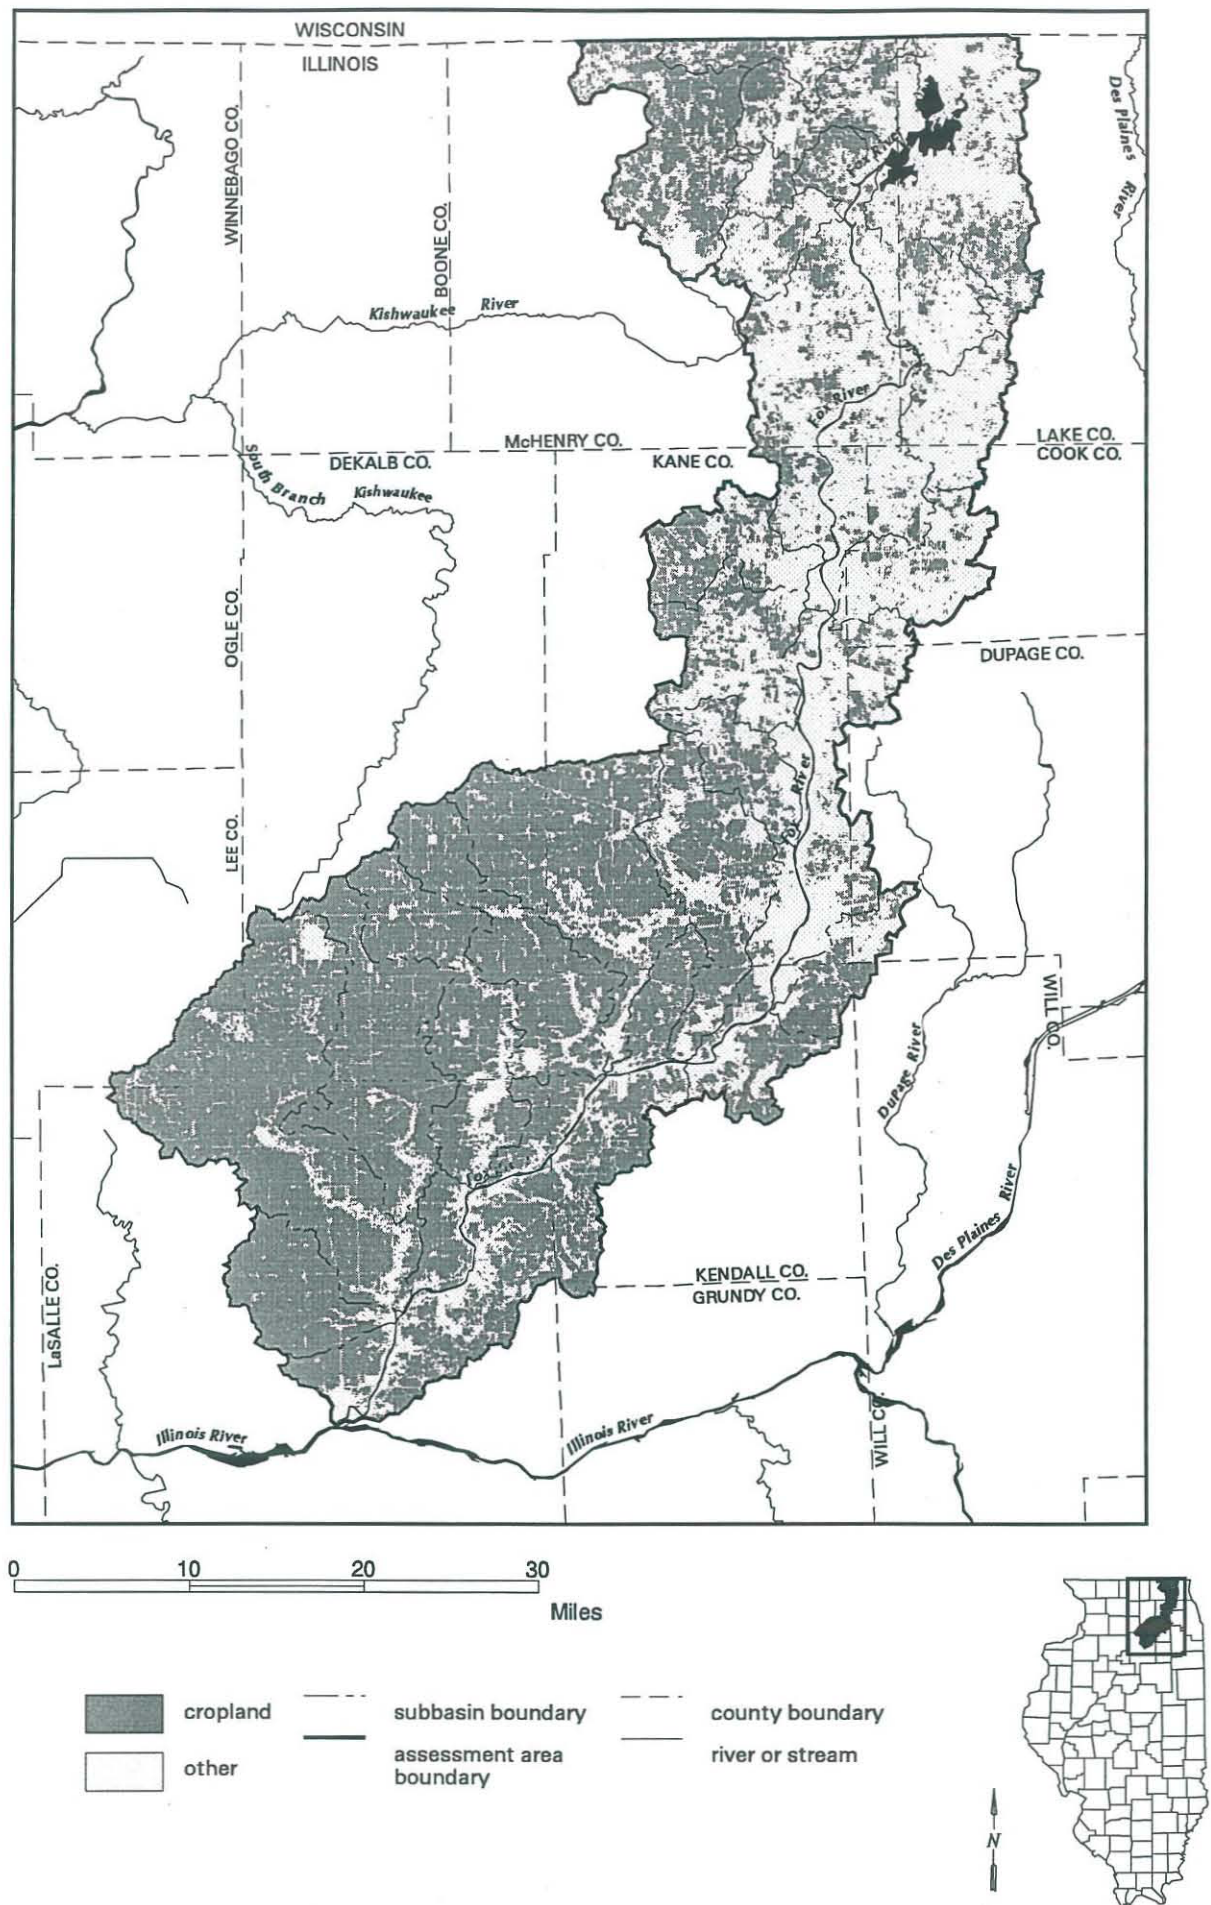 WISCONSIN
ILLINOIS
WINNEBAGO CO.
BOONE CO.
Des Plaines River
Fox River
Kishwaukee River
Fox River
McHENRY CO.
LAKE CO.
COOK CO.
DEKALB CO.
KANE CO.
South Branch Kishwaukee
OGLE CO.
DUPAGE CO.
Fox River
LEE CO.
WILL CO.
DuPage River
Fox
Des Plaines River
LaSALLE CO.
KENDALL CO.
GRUNDY CO.
Illinois River
Illinois River
WILL CO.
0 10 20 30
Miles
cropland
subbasin boundary
county boundary
other
assessment area
boundary
river or stream
N